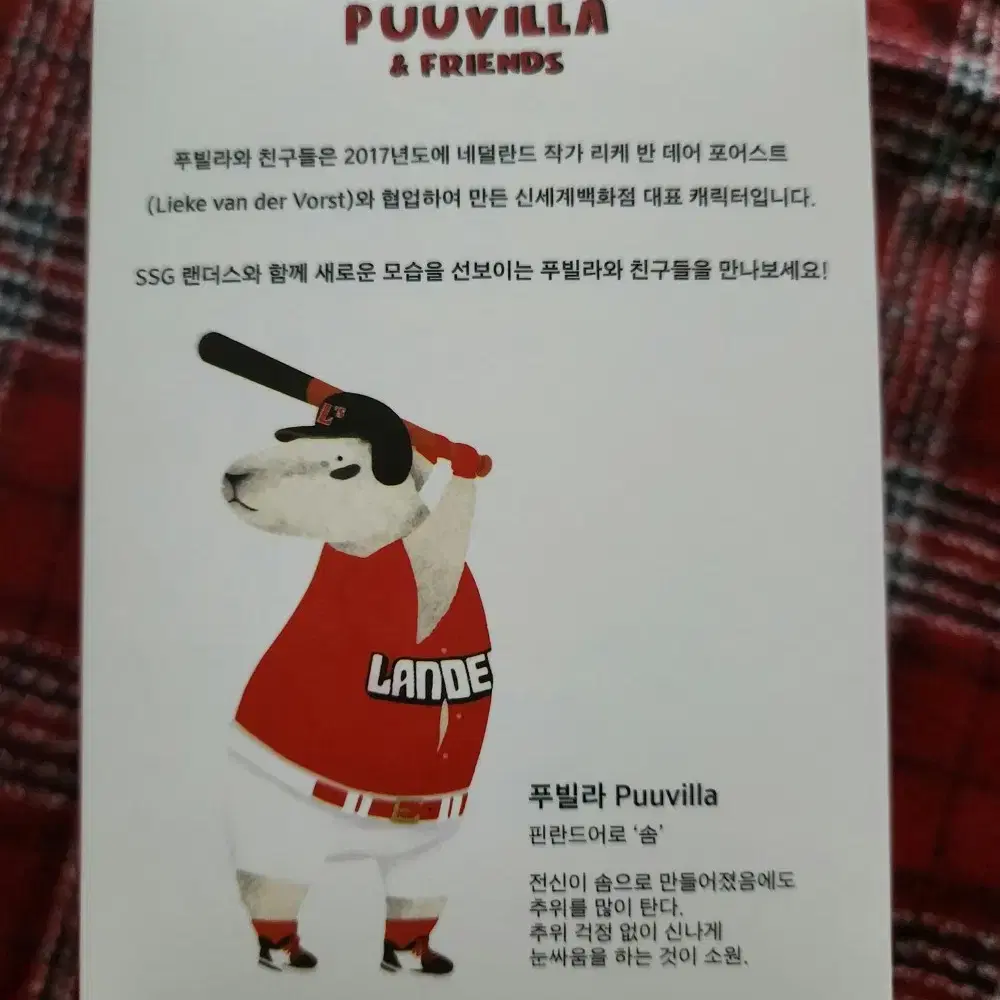 PUUVILLA
& FRIENDS
푸빌라와 친구들은 2017년도에 네덜란드 작가 리케 반 데어 포어스트
(Lieke van der Vorst)와 협업하여 만든 신세계백화점 대표 캐릭터입니다.
SSG 랜더스와 함께 새로운 모습을 선보이는 푸빌라와 친구들을 만나보세요!
L
LANDE
푸빌라 Puuvilla
핀란드어로 ‘솜’
전신이 솜으로 만들어졌음에도
추위를 많이 탄다.
추위 걱정 없이 신나게
눈싸움을 하는 것이 소원.